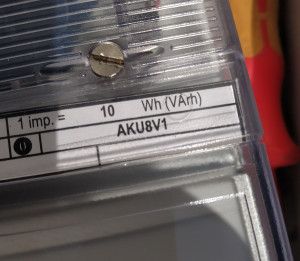 1 imp. = 10 Wh (VArh)
AKU8V1